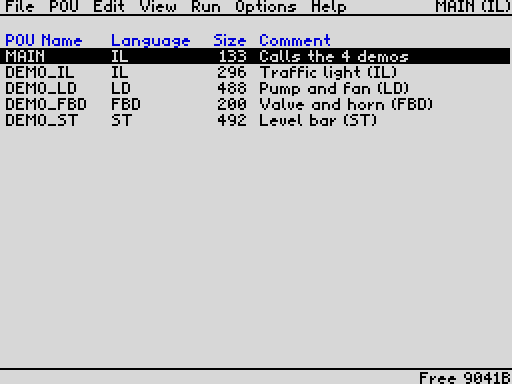 File POU Edit View Run Options Help MAIN (IL)
POU Name Language Size Comment
MAIN IL 133 Calls the 4 demos
DEMO_IL IL 296 Traffic light (IL)
DEMO_LD LD 488 Pump and fan (LD)
DEMO_FBD FBD 200 Valve and horn (FBD)
DEMO_ST ST 492 Level bar (ST)
Free 9041B